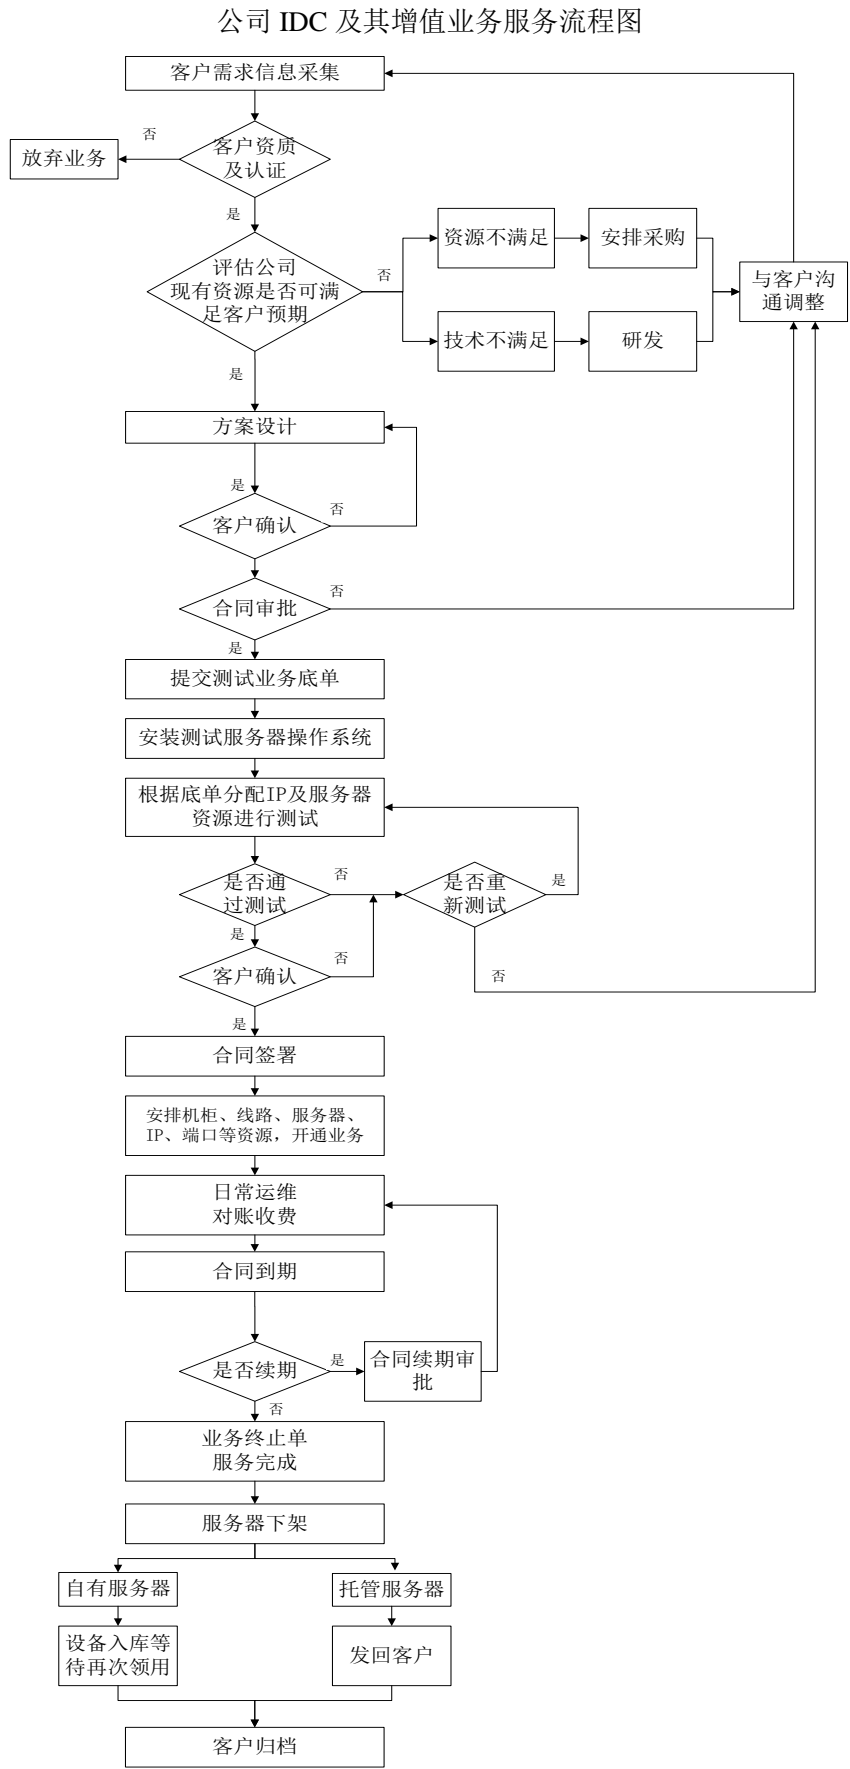 公司 IDC 及其增值业务服务流程图
客户需求信息采集
否
客户资质
及认证
放弃业务
是
资源不满足
安排采购
评估公司
现有资源是否可满
足客户预期
否
与客户沟
通调整
技术不满足
研发
是
方案设计
是
否
客户确认
否
合同审批
是
提交测试业务底单
安装测试服务器操作系统
根据底单分配IP及服务器
资源进行测试
是否通
过测试
否
是否重
新测试
是
是
否
客户确认
否
是
合同签署
安排机柜、线路、服务器、
IP、端口等资源，开通业务
日常运维
对账收费
合同到期
是否续期
是
合同续期审
批
否
业务终止单
服务完成
服务器下架
自有服务器
托管服务器
设备入库等
待再次领用
发回客户
客户归档